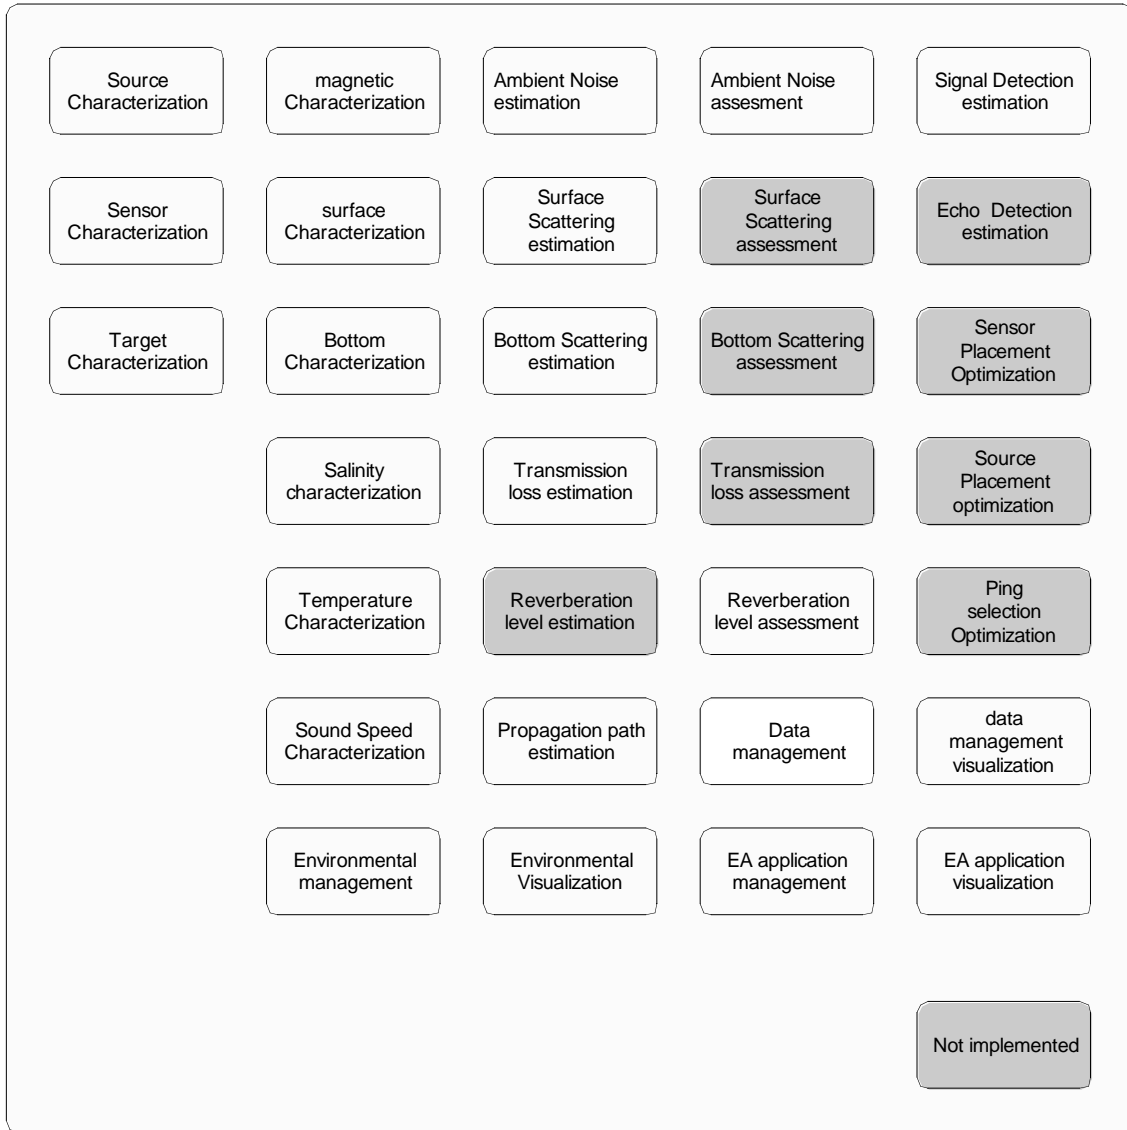 Source
Characterization
magnetic
Characterization
Ambient Noise
estimation
Ambient Noise
assesment
Signal Detection
estimation
Sensor
Characterization
surface
Characterization
Surface
Scattering
estimation
Surface
Scattering
assessment
Echo  Detection
estimation
Target
Characterization
Bottom
Characterization
Bottom Scattering
estimation
Bottom Scattering
assessment
Sensor
Placement
Optimization
Salinity
characterization
Transmission
loss estimation
Transmission
loss assessment
Source
Placement
optimization
Temperature
Characterization
Reverberation
level estimation
Reverberation
level assessment
Ping
selection
Optimization
Sound Speed
Characterization
Propagation path
estimation
Data
management
data
management
visualization
Environmental
management
Environmental
Visualization
EA application
management
EA application
visualization
Not implemented